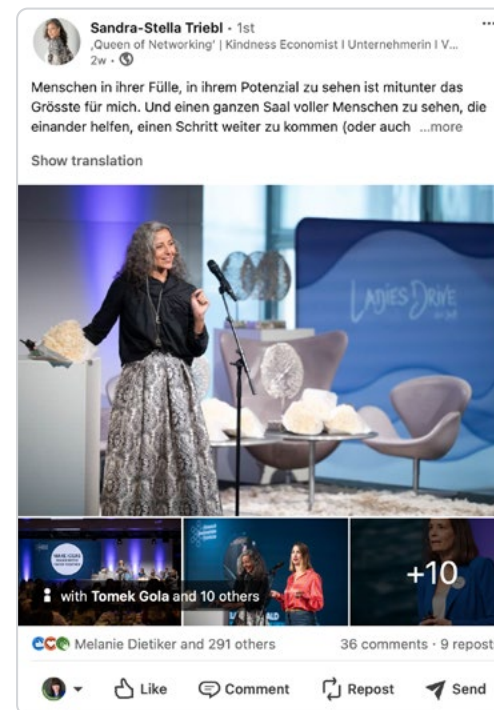 Sandra-Stella Triebl · 1st
‚Queen of Networking' | Kindness Economist I Unternehmerin I V...
2w ·
Menschen in ihrer Fülle, in ihrem Potenzial zu sehen ist mitunter das
Grösste für mich. Und einen ganzen Saal voller Menschen zu sehen, die
einander helfen, einen Schritt weiter zu kommen (oder auch ...more
Show translation
LADIES DRIVE
with Tomek Gola and 10 others
+10
Melanie Dietiker and 291 others
36 comments · 9 repost
Like
Comment
Repost
Send